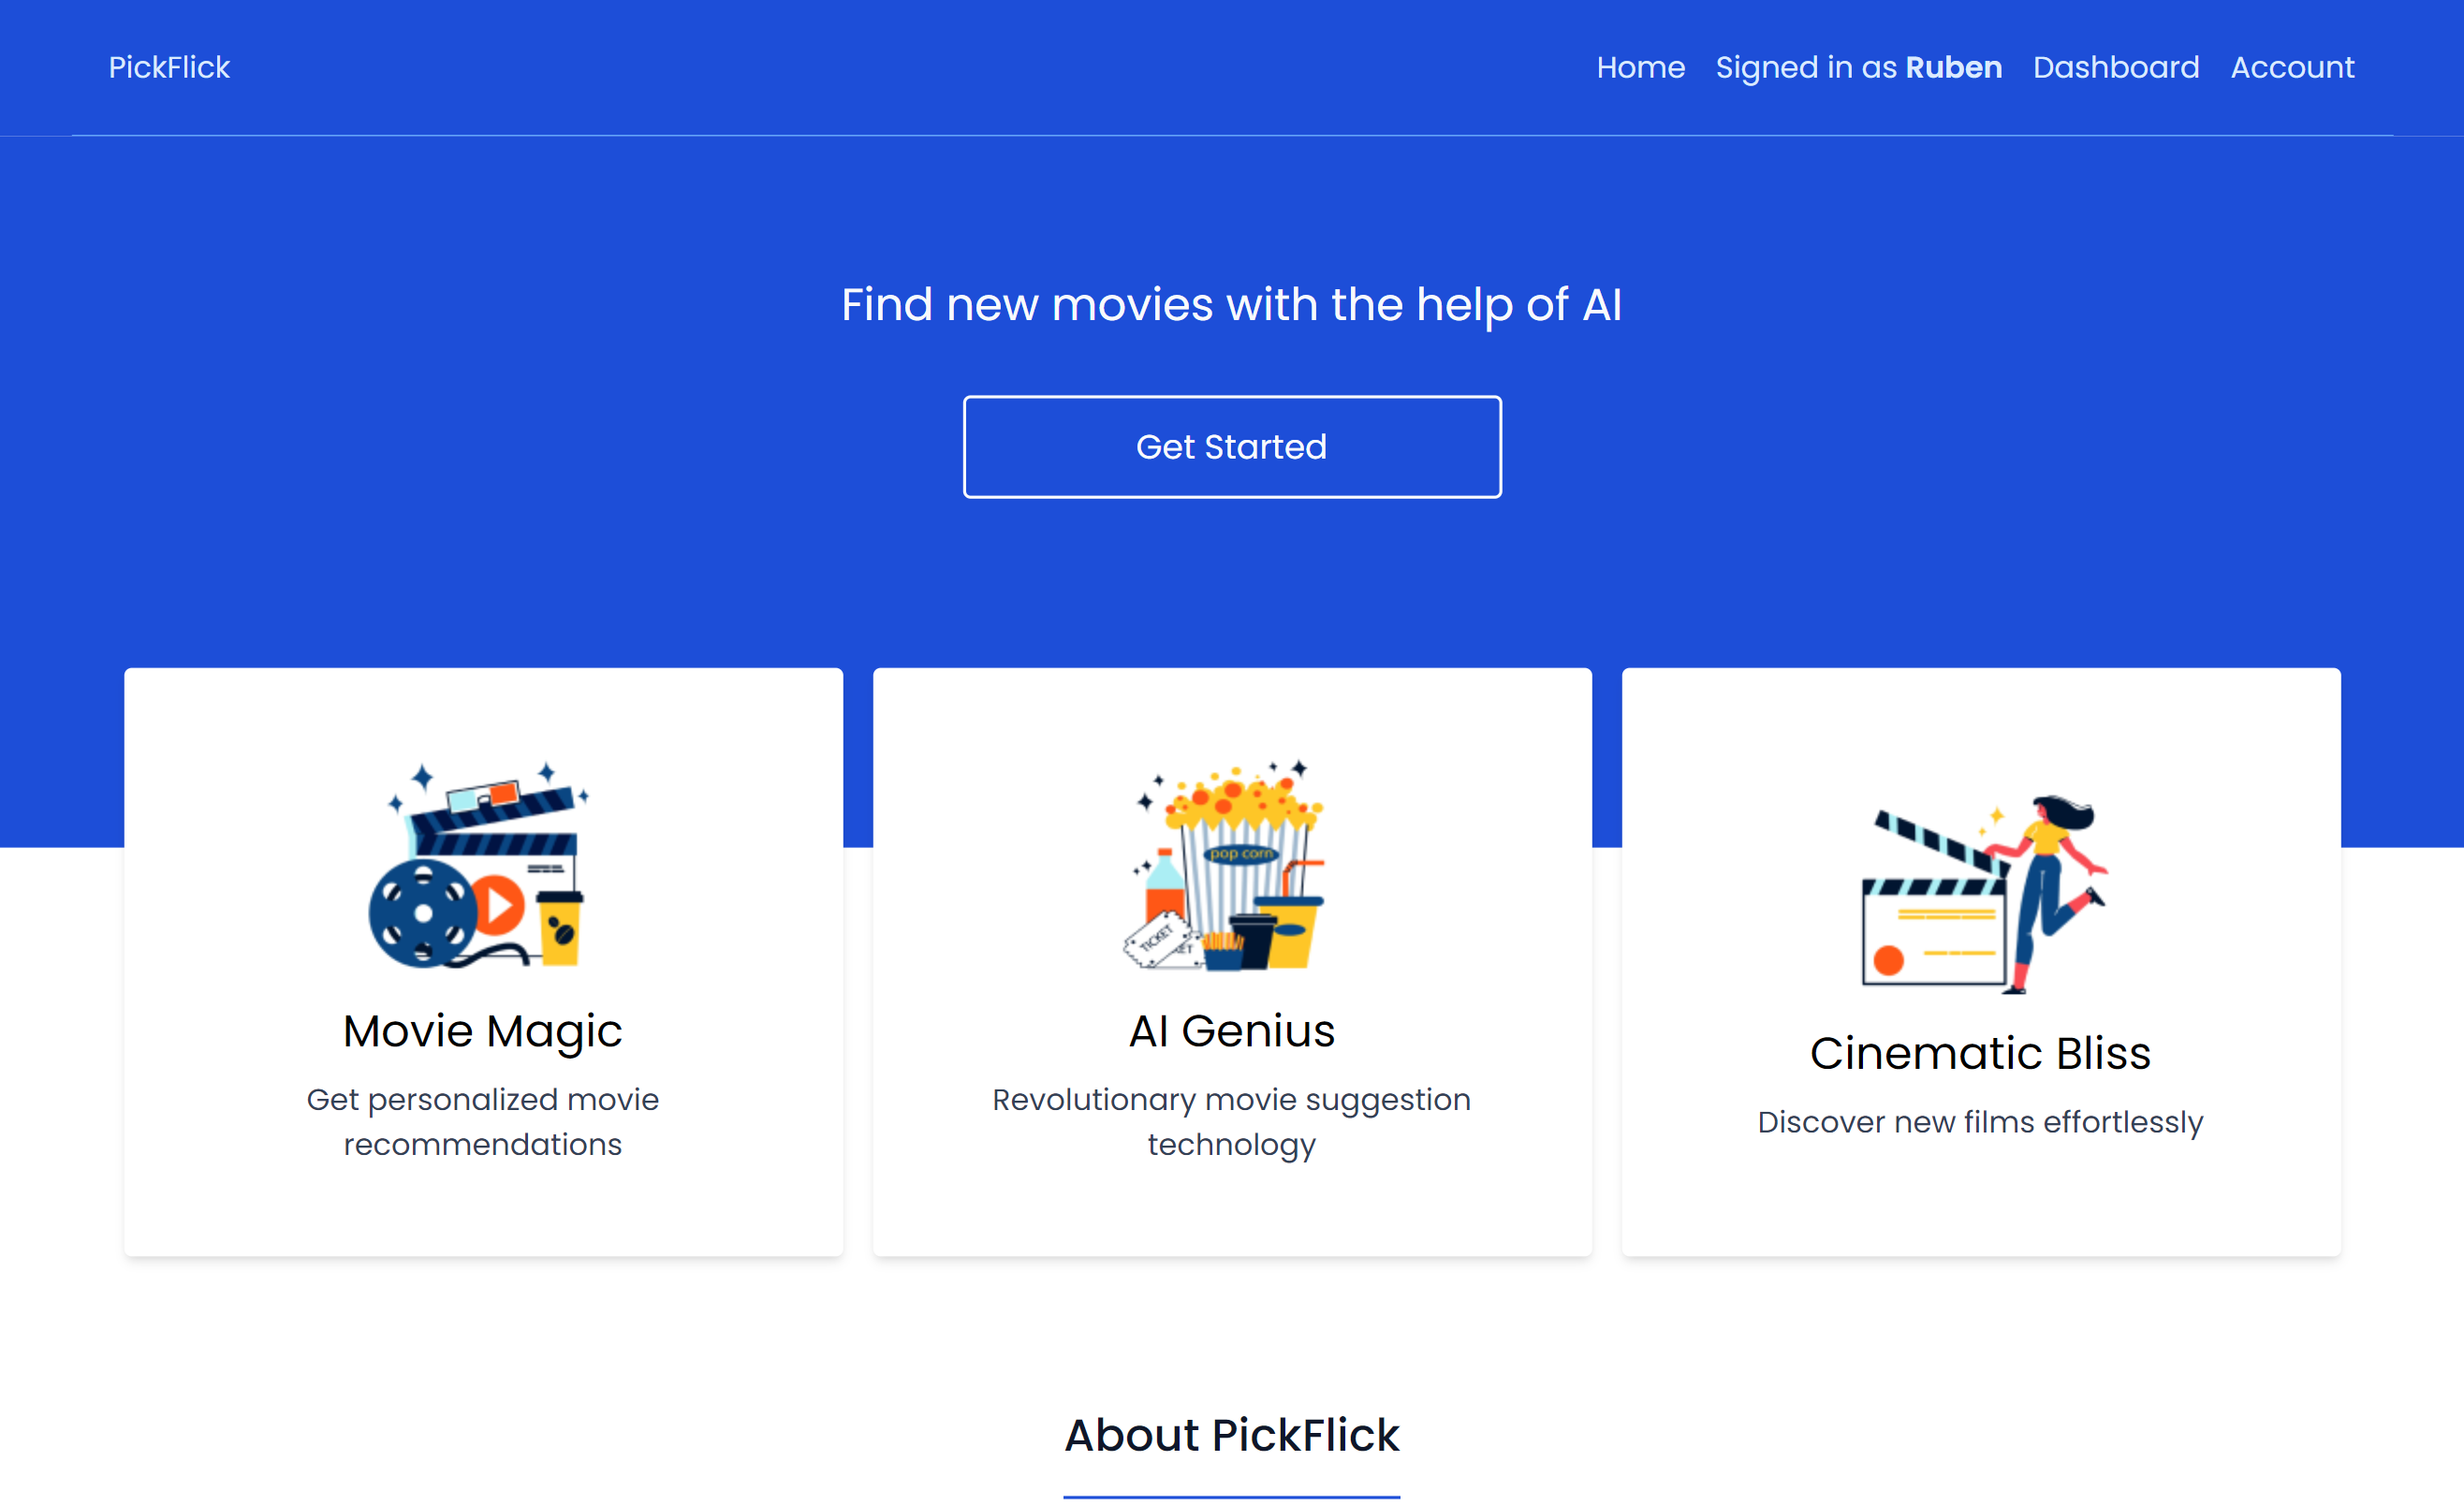 PickFlick
Home Signed in as Ruben Dashboard Account
Find new movies with the help of AI
Get Started
pop corn
TICKET
ET
Movie Magic
Get personalized movie
recommendations
AI Genius
Revolutionary movie suggestion
technology
Cinematic Bliss
Discover new films effortlessly
About PickFlick